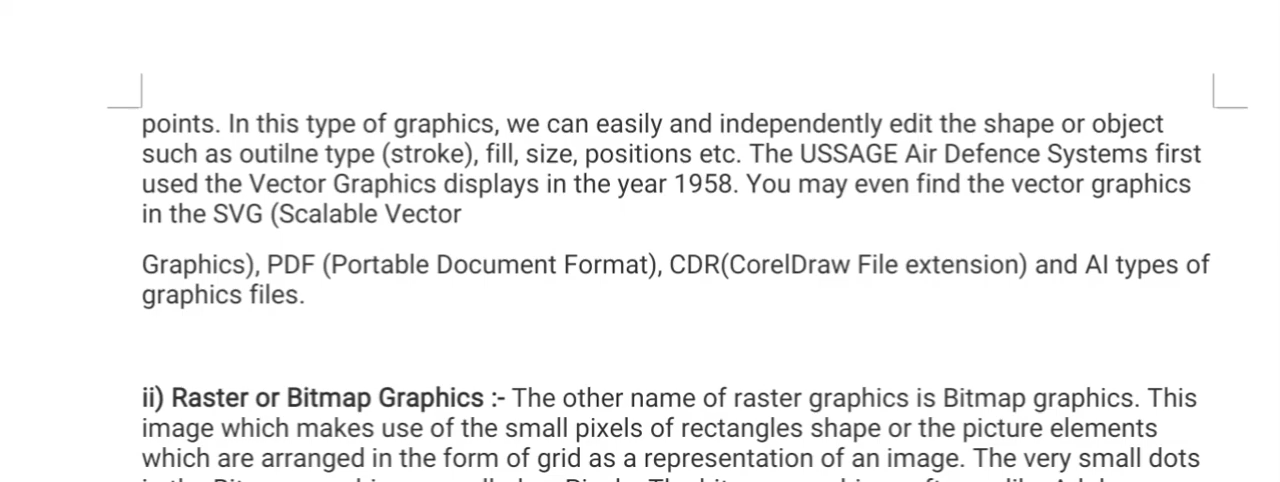 points. In this type of graphics, we can easily and independently edit the shape or object
such as outilne type (stroke), fill, size, positions etc. The USSAGE Air Defence Systems first
used the Vector Graphics displays in the year 1958. You may even find the vector graphics
in the SVG (Scalable Vector
Graphics), PDF (Portable Document Format), CDR(CorelDraw File extension) and AI types of
graphics files.
ii) Raster or Bitmap Graphics :- The other name of raster graphics is Bitmap graphics. This
image which makes use of the small pixels of rectangles shape or the picture elements
which are arranged in the form of grid as a representation of an image. The very small dots